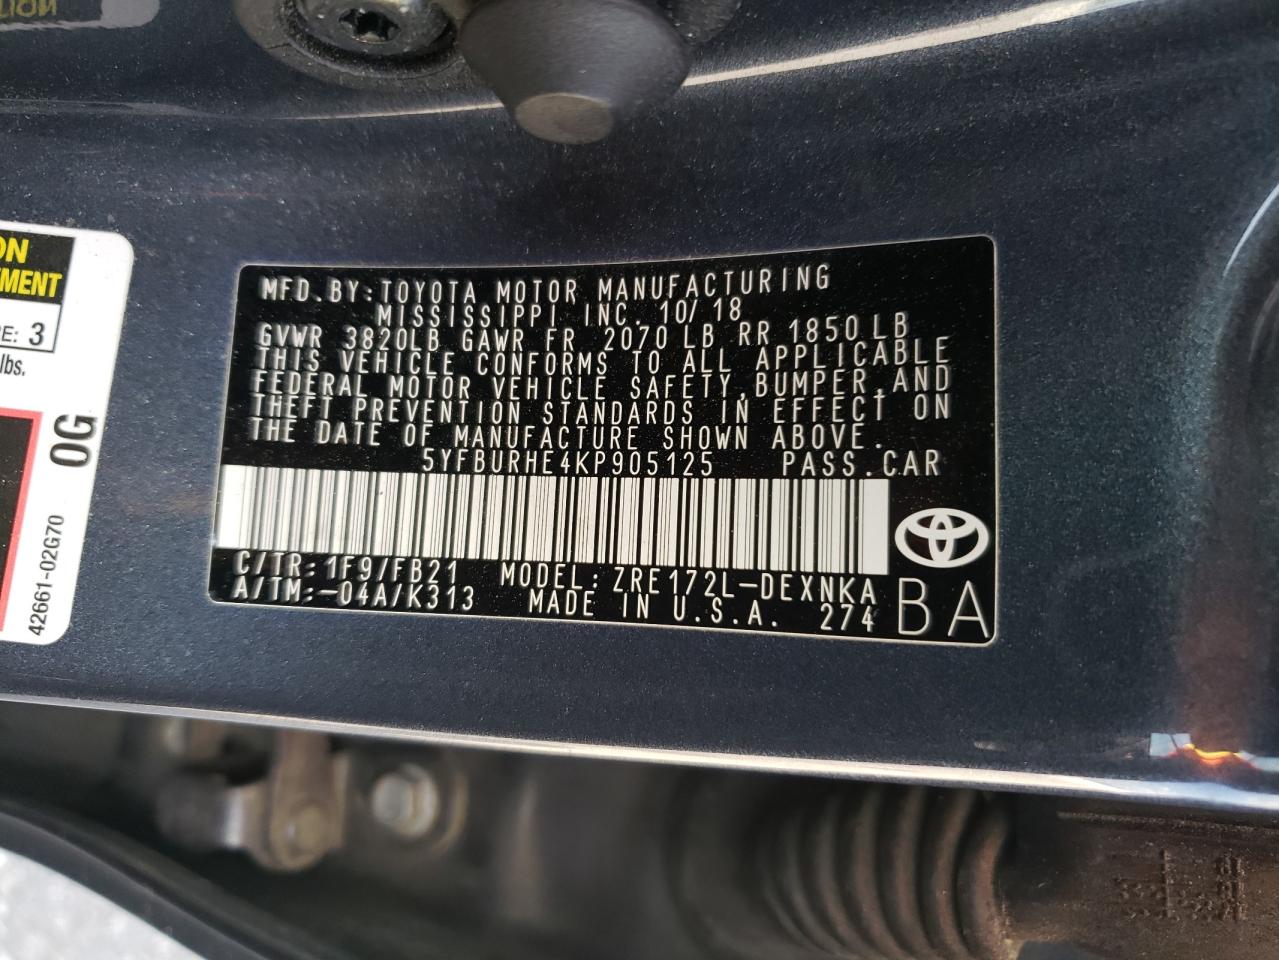 ON
TMENT
E: 3
lbs.
0G
42661-02G70
MFD.BY:TOYOTA MOTOR MANUFACTURING
MISSISSIPPI INC. 10/18
GVWR 3820LB GAWR FR 2070 LB RR 1850LB
THIS VEHICLE CONFORMS TO ALL APPLICABLE
FEDERAL MOTOR VEHICLE SAFETY,BUMPER,AND
THEFT PREVENTION STANDARDS IN EFFECT ON
THE DATE OF MANUFACTURE SHOWN ABOVE.
5YFBURHE4KP905125 PASS.CAR
C/TR:1F9/FB21 MODEL:ZRE172L-DEXNKA
A/TM:-04A/K313 MADE IN U.S.A. 274
BA